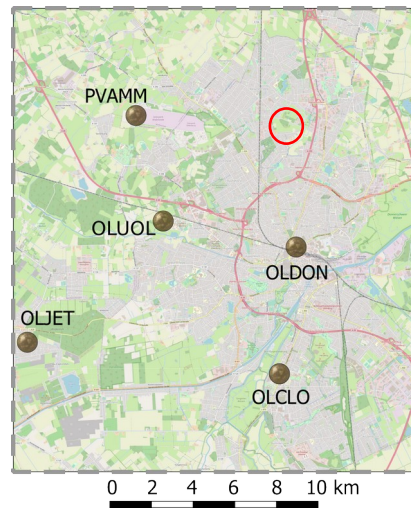 PVAMM
OLUOL
OLDON
OLJET
OLCLO
0 2 4 6 8 10 km